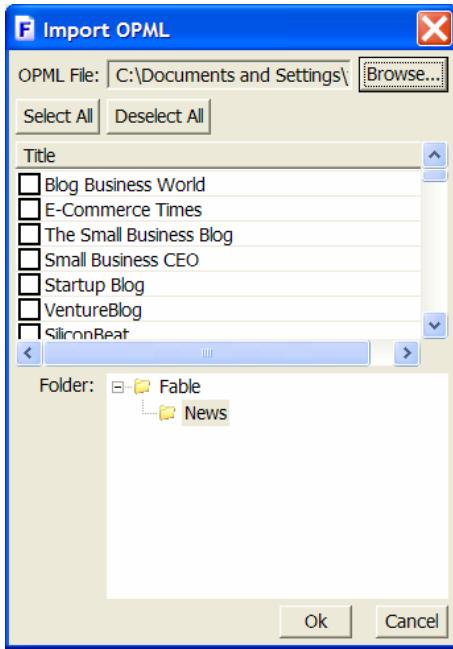 F Import OPML
OPML File: C:\Documents and Settings\ Browse...
Select All Deselect All
Title
Blog Business World
E-Commerce Times
The Small Business Blog
Small Business CEO
Startup Blog
VentureBlog
SiliconBeat
Folder: Fable
News
Ok Cancel